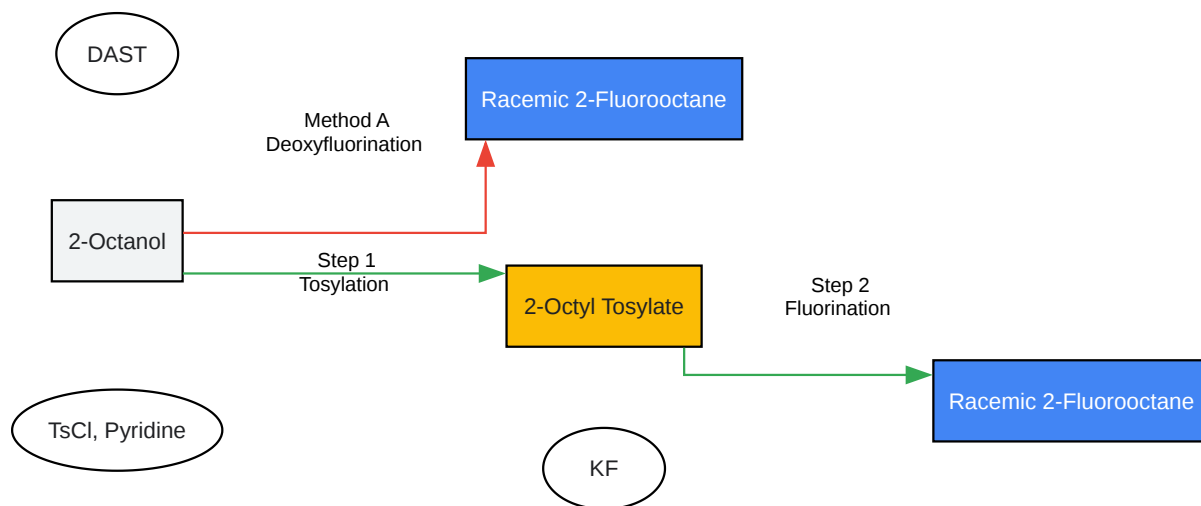 DAST
Racemic 2-Fluorooctane
Method A
Deoxyfluorination
2-Octanol
Step 1
Tosylation
2-Octyl Tosylate
Step 2
Fluorination
Racemic 2-Fluorooctane
TsCl, Pyridine
KF